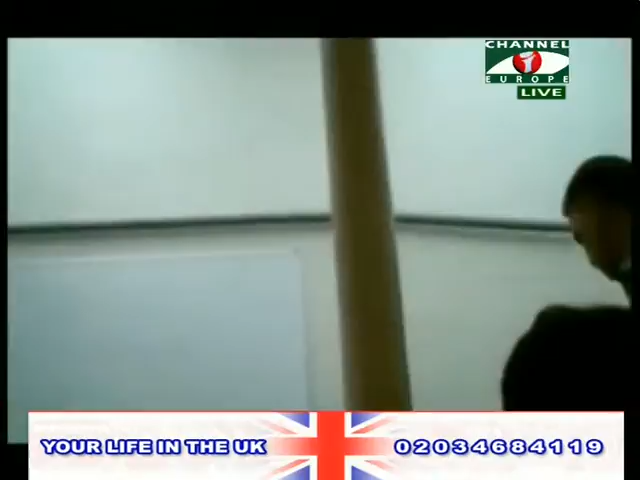 CHANNEL
i
EUROPE
LIVE
YOUR LIFE IN THE UK
02034684119